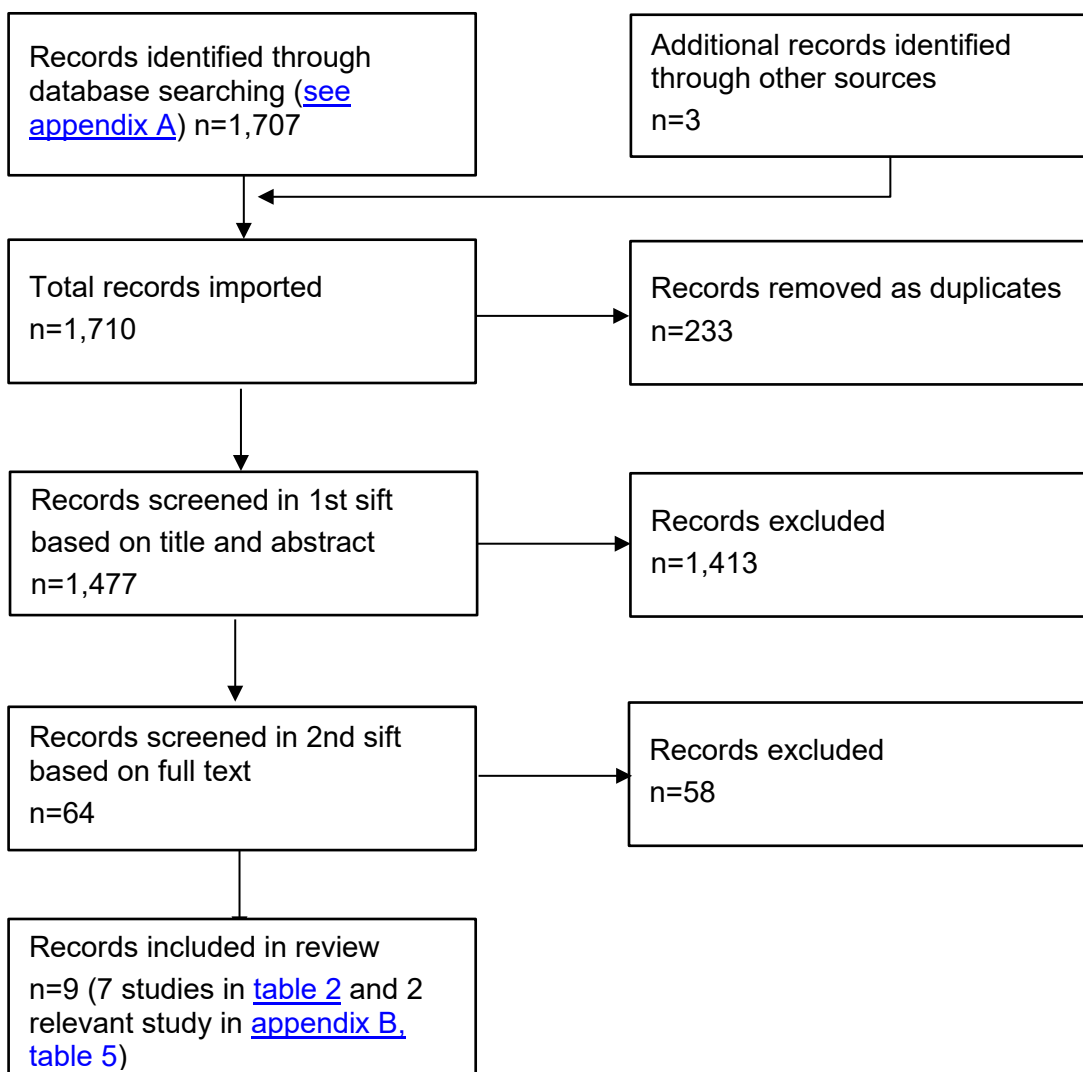 Records identified through
database searching (see
appendix A) n=1,707
Additional records identified
through other sources
n=3
Total records imported
n=1,710
Records removed as duplicates
n=233
Records screened in 1st sift
based on title and abstract
n=1,477
Records excluded
n=1,413
Records screened in 2nd sift
based on full text
n=64
Records excluded
n=58
Records included in review
n=9 (7 studies in table 2 and 2
relevant study in appendix B,
table 5)